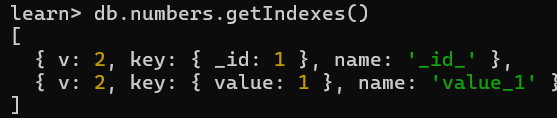 learn> db.numbers.getIndexes()
[
  { v: 2, key: { _id: 1 }, name: '_id_' },
  { v: 2, key: { value: 1 }, name: 'value_1' }
]